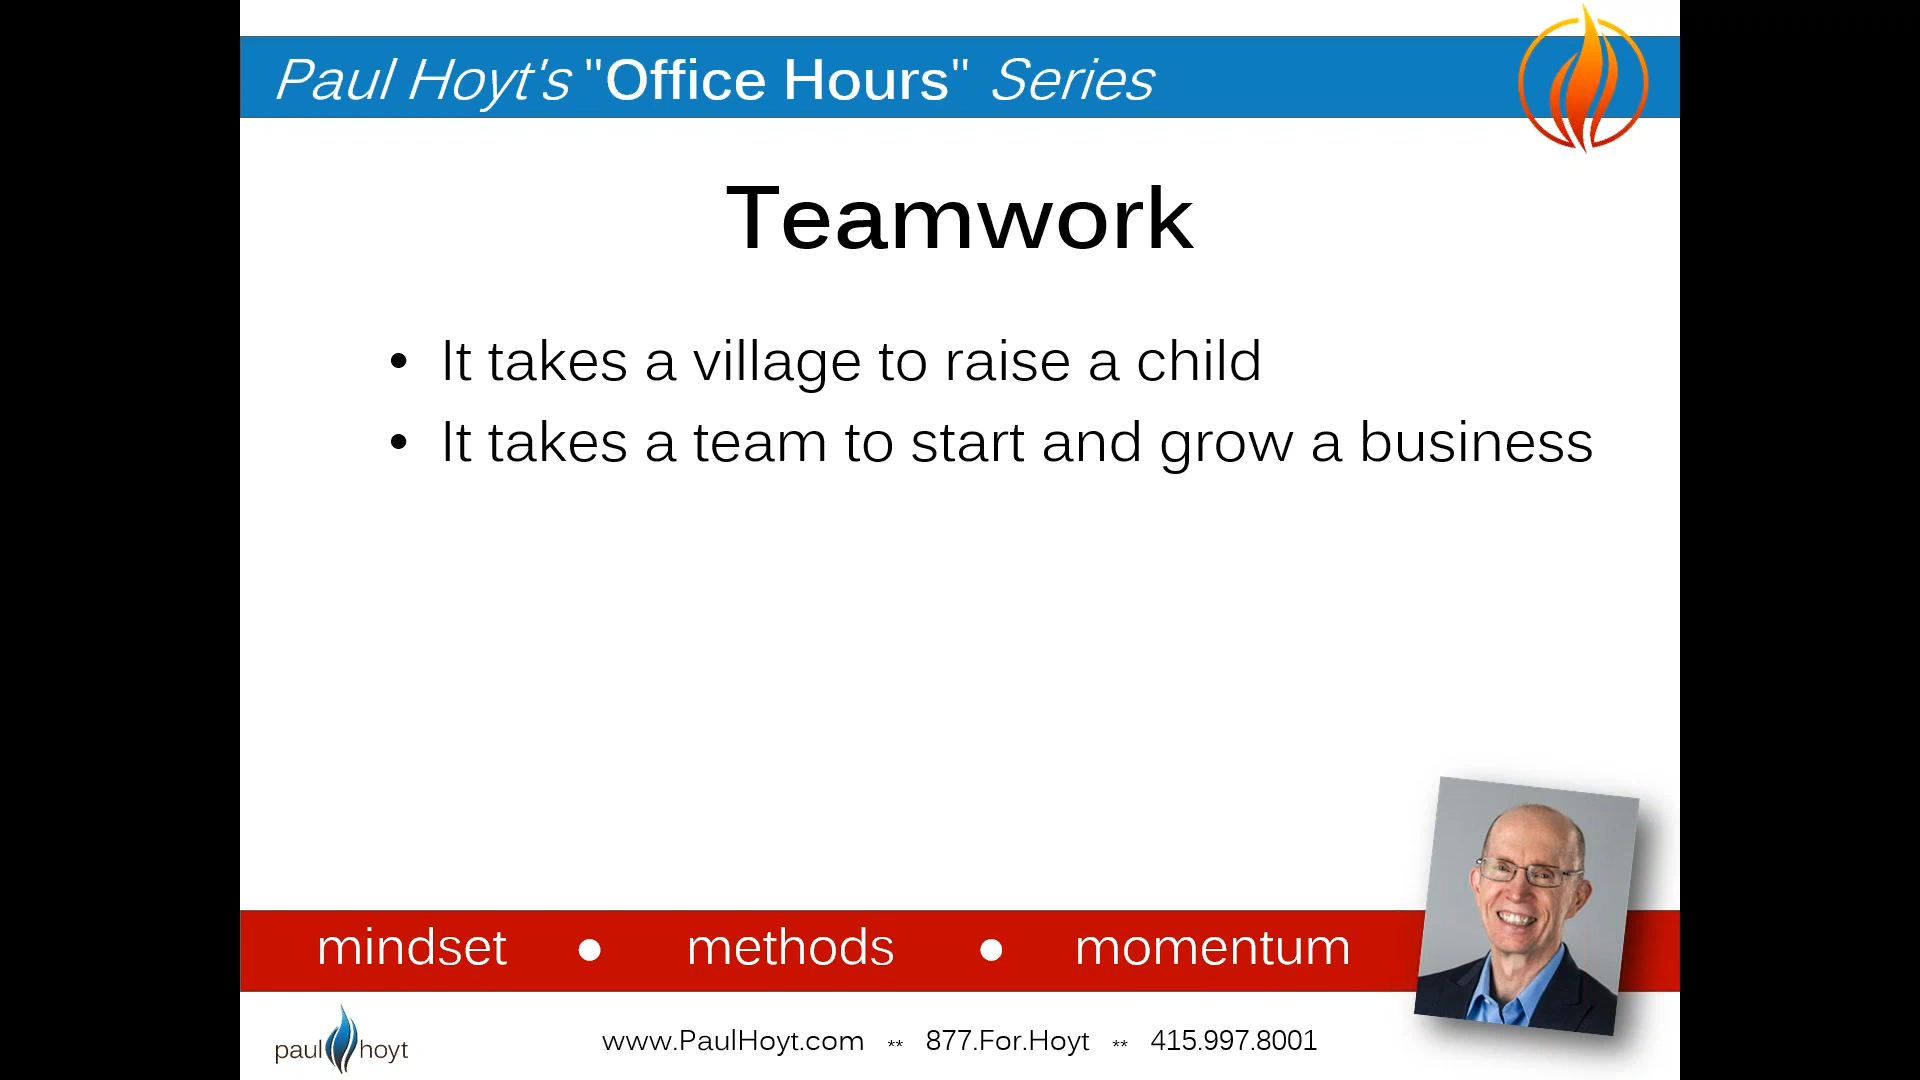 Paul Hoyt's "Office Hours" Series
Teamwork
• It takes a village to raise a child
• It takes a team to start and grow a business
mindset ● methods ● momentum
paul hoyt
www.PaulHoyt.com ** 877.For.Hoyt ** 415.997.8001